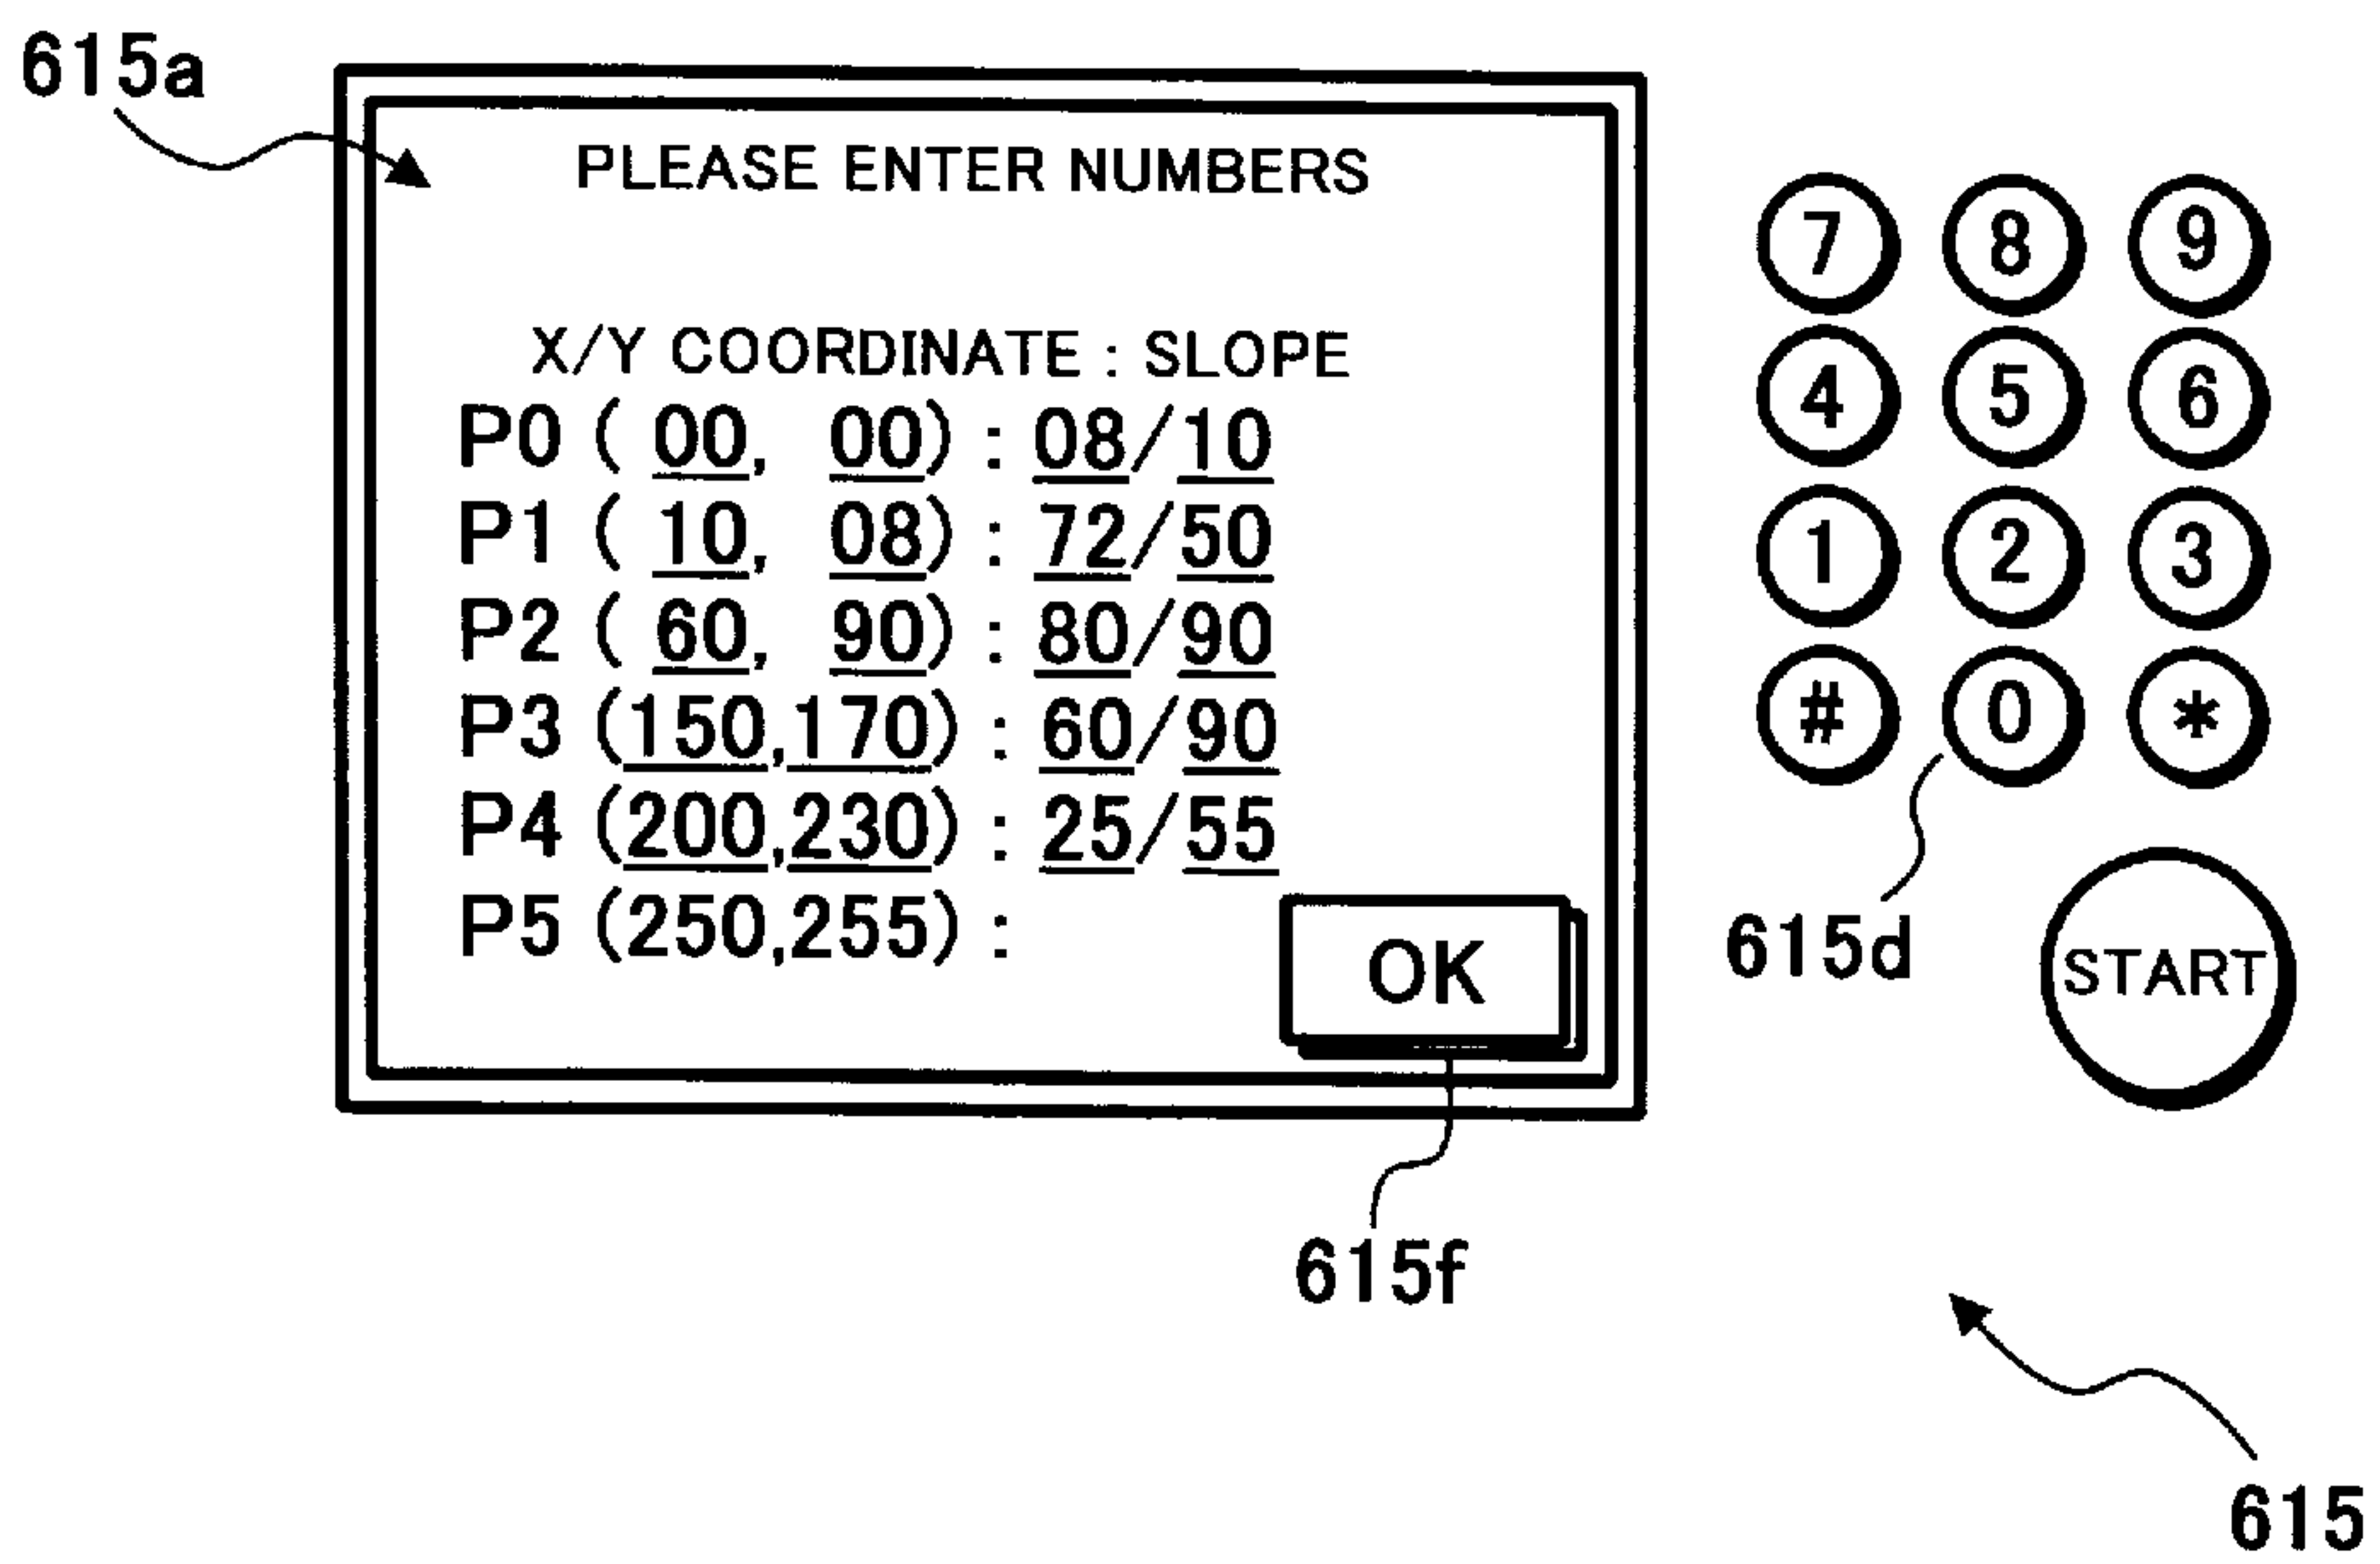 615a
PLEASE ENTER NUMBERS
X/Y COORDINATE : SLOPE
P0 ( 00, 00) : 08/10
P1 ( 10, 08) : 72/50
P2 ( 60, 90) : 80/90
P3 (150,170) : 60/90
P4 (200,230) : 25/55
P5 (250,255) :
OK
7 8 9
4 5 6
1 2 3
# 0 *
615d
START
615f
615